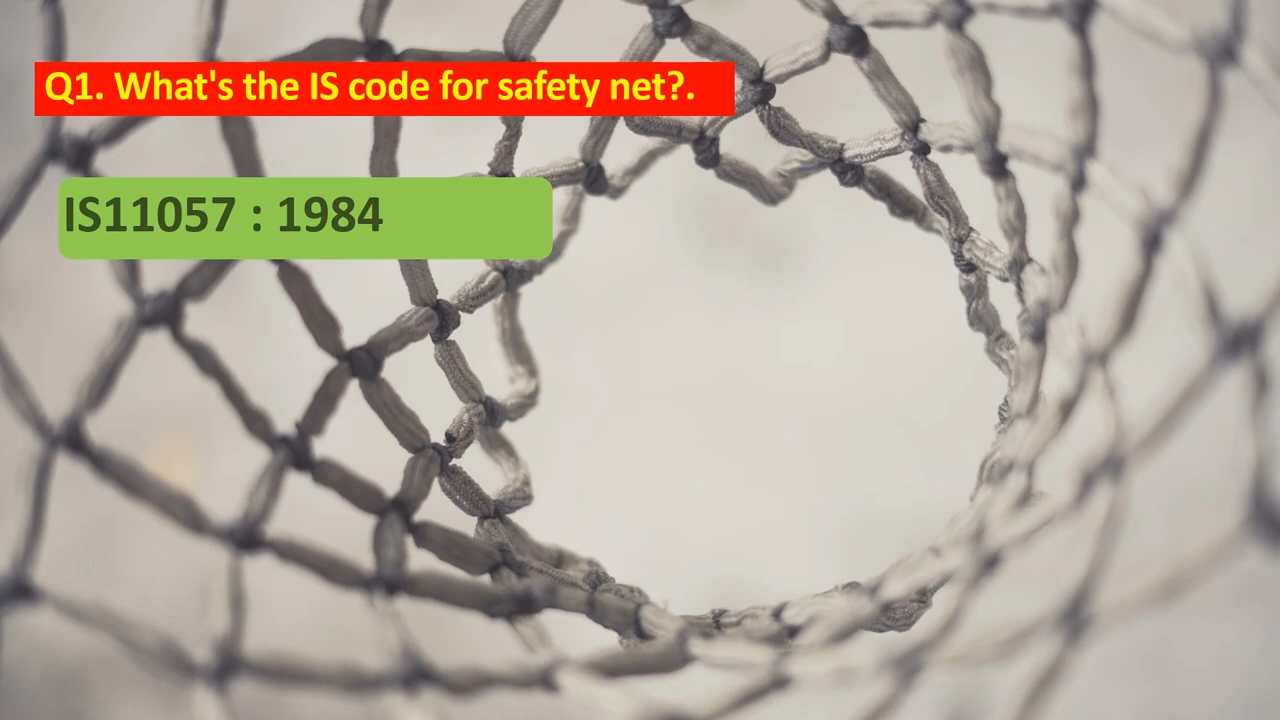 Q1. What's the IS code for safety net?.
IS11057 : 1984